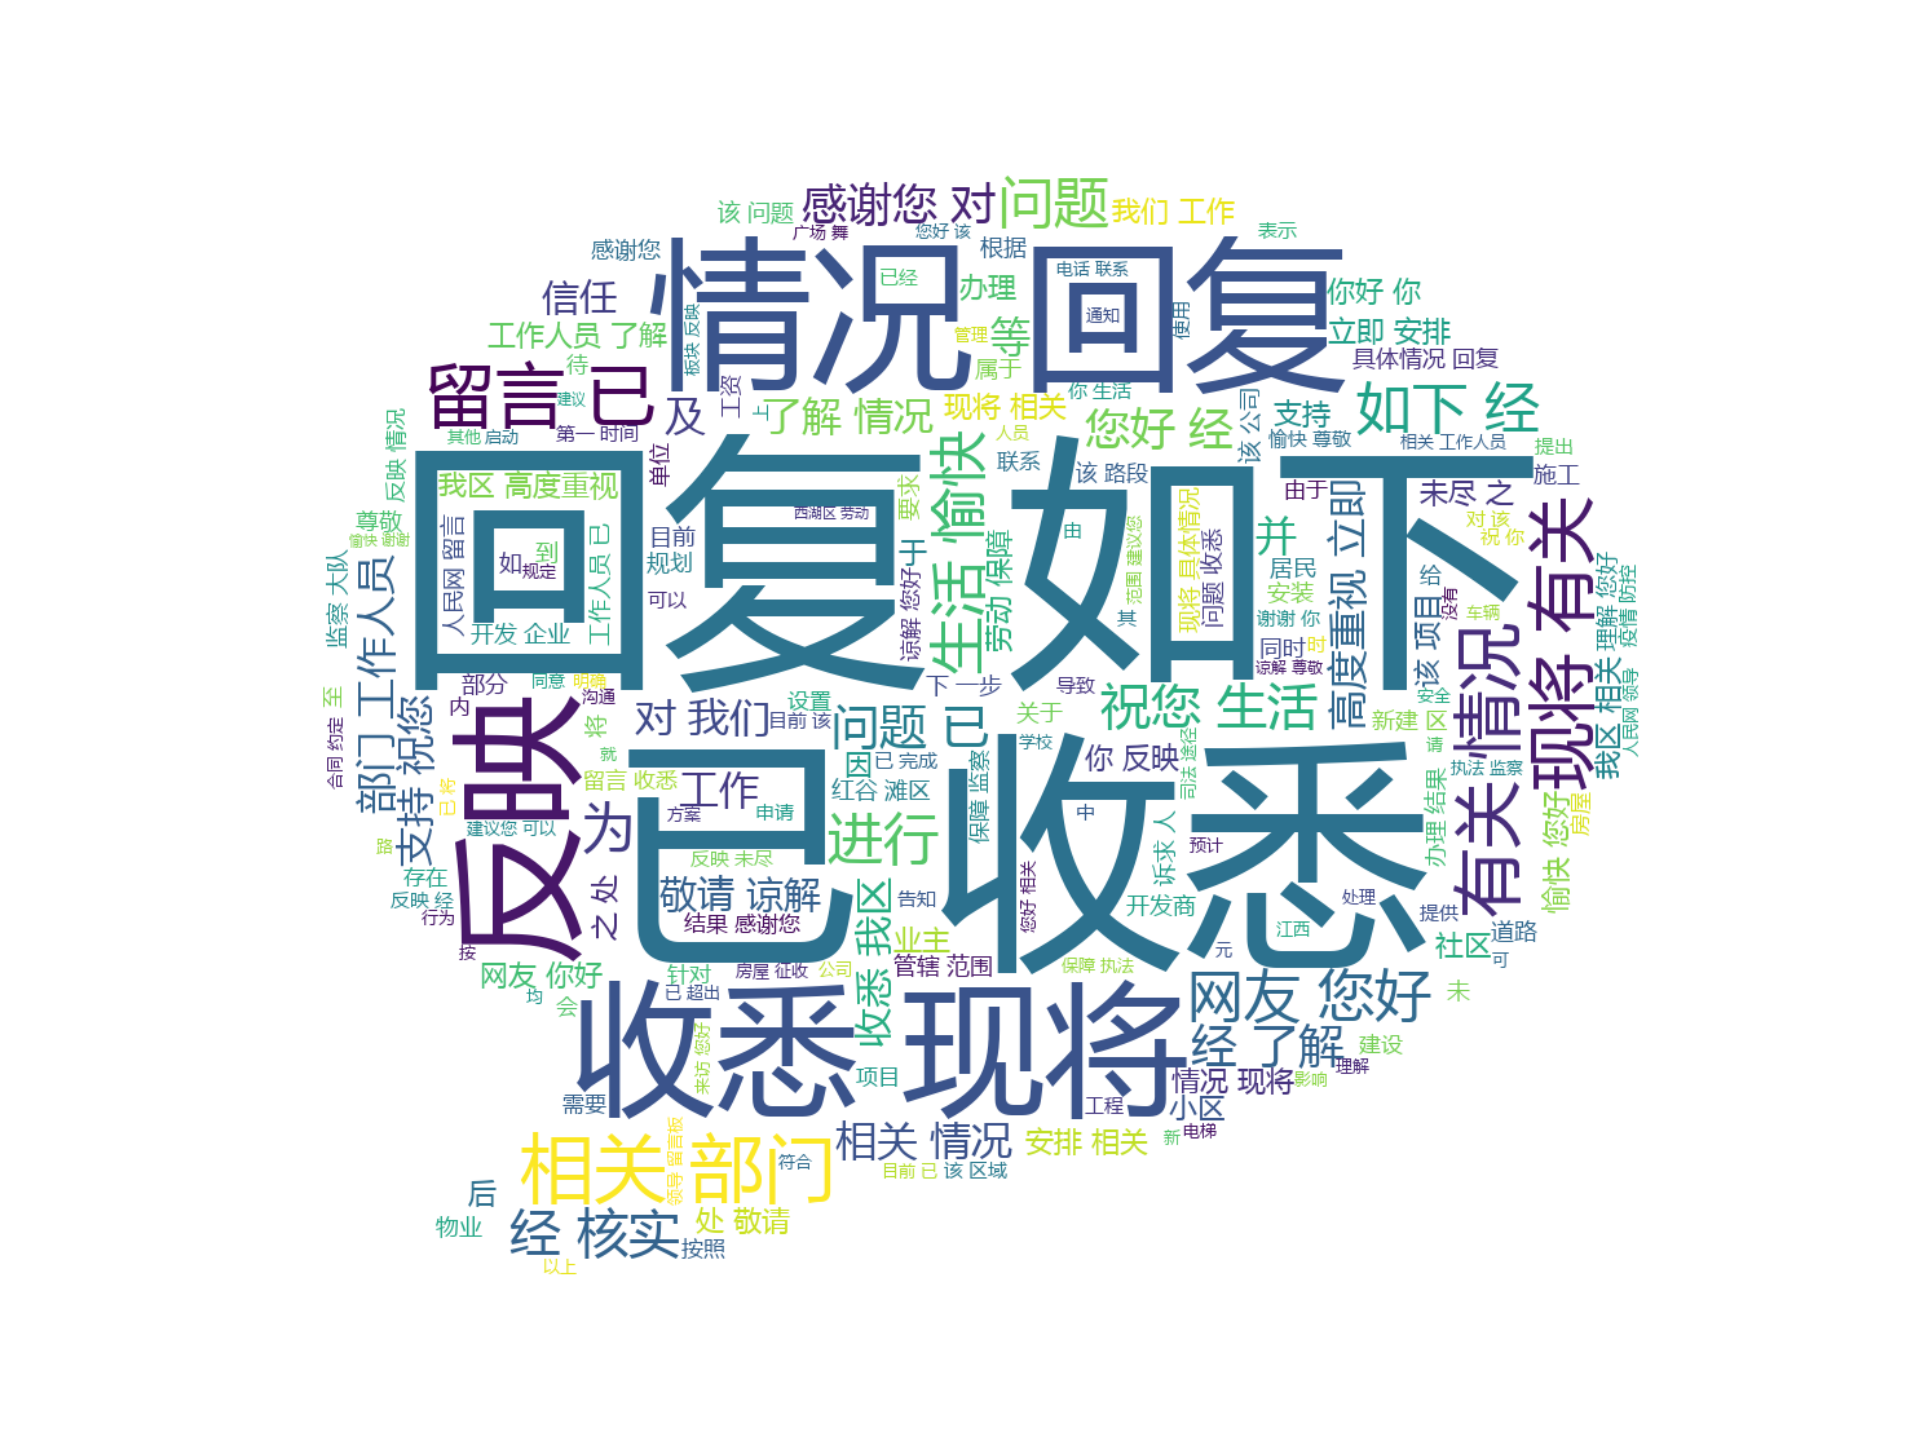 感谢您 对
问题
我们 工作
该 问题
广场 舞
您好 该
表示
感谢您
情况 回复
根据
电话 联系
已经
办理
你好 你
信任
通知
使用
工作人员 了解
板块 反映
管理
等
立即 安排
具体情况 回复
待
属于
留言 已
工资
你 生活
建议
上
及
了解 情况
现将 相关
您好 经
该 公司
支持
如下 经
反映 情况
其他 启动
第一 时间
人员
愉快 尊敬
相关 工作人员
提出
单位
联系
该 路段
施工
回复 如下
我区 高度重视
要求
生活 愉快
现将 具体情况
由于
未尽 之
尊敬
人民网 留言
西湖区 劳动
目前
由
范围 建议您
问题 收悉
并
高度重视 立即
对 该
祝 你
现将 有关
愉快 谢谢
如
到
规定
工作人员 已
规划
于
劳动 保障
居民
给
没有
监察 大队
部门 工作人员
可以
谅解 您好
安装
车辆
该 项目
理解 您好
疫情 防控
开发 企业
其
谢谢 你
同时
时
谅解 尊敬
部分
同意
明确
沟通
下 一步
导致
安全
至
内
将
对 我们
设置
目前 该
问题 已
关于
祝您 生活
新建 区
有关 情况
我区 相关
人民网 领导
合同 约定
支持 祝您
反映
就
因
已 完成
学校
你 反映
司法 途径
请
留言 收悉
工作
红谷 滩区
保障 监察
执法 监察
已 将
为
方案
申请
已 收悉
中
办理 结果
愉快 您好
房屋
建议您 可以
进行
路
反映 未尽
诉求 人
预计
存在
敬请 谅解
收悉 我区
您好 相关
反映 经
之 处
告知
开发商
处理
提供
行为
结果 感谢您
江西
业主
元
社区
道路
按
网友 你好
针对
房屋 征收
公司
管辖 范围
保障 执法
可
均
会
已 超出
收悉 现将
网友 您好
未
来访 您好
经 了解
建设
项目
情况 现将
影响
理解
需要
工程
小区
相关 部门
领导 留言板
相关 情况
安排 相关
新
电梯
符合
目前 已
该 区域
后
物业
经 核实
处 敬请
按照
以上